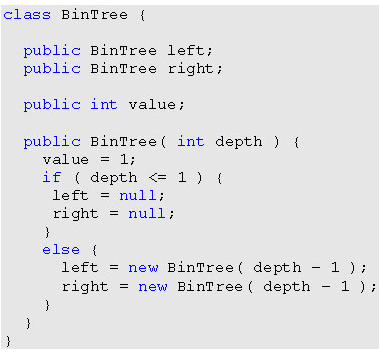 class BinTree {
public BinTree left;
public BinTree right;
public int value;
public BinTree( int depth ) {
value = 1;
if ( depth <= 1 ) {
left = null;
right = null;
}
else {
left = new BinTree( depth - 1 );
right = new BinTree( depth - 1 );
}
}
}